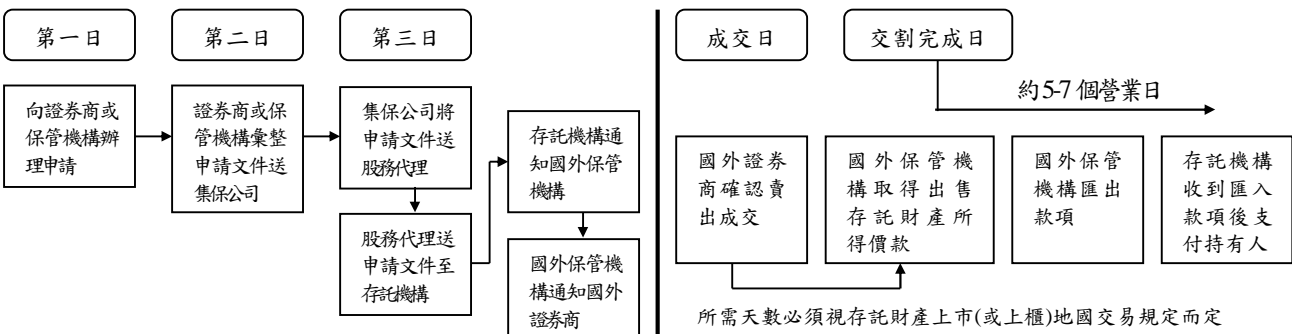 第一日
第二日
第三日
成交日
交割完成日
約5-7個營業日
向證券商或
保管機構辦
理申請
證券商或保
管機構彙整
申請文件送
集保公司
集保公司將
申請文件送
股務代理
股務代理送
申請文件至
存託機構
存託機構通
知國外保管
機構
國外保管機
構通知國外
證券商
國外證券
商確認賣
出成交
國外保管機
構取得出售
存託財產所
得價款
國外保管
機構匯出
款項
存託機構
收到匯入
款項後支
付持有人
所需天數必須視存託財產上市(或上櫃)地國交易規定而定